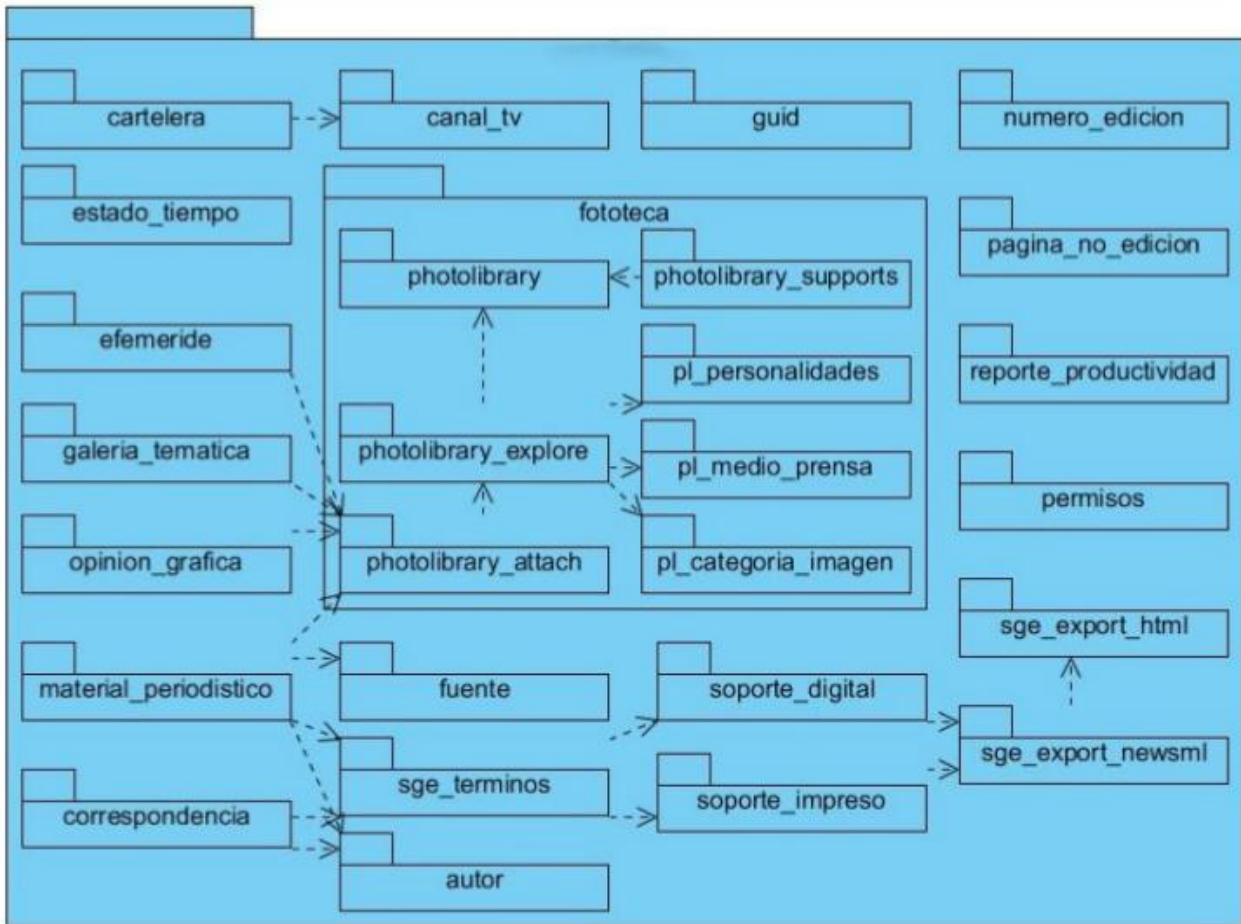 cartelera
canal_tv
guid
numero_edicion
estado_tiempo
fototeca
pagina_no_edicion
photolibrary
photolibrary_supports
efemeride
pl_personalidades
reporte_productividad
galeria_tematica
photolibrary_explore
pl_medio_prensa
permisos
opinion_grafica
photolibrary_attach
pl_categoria_imagen
sge_export_html
material_periodistico
fuente
soporte_digital
sge_export_newsml
sge_terminos
soporte_impreso
correspondencia
autor